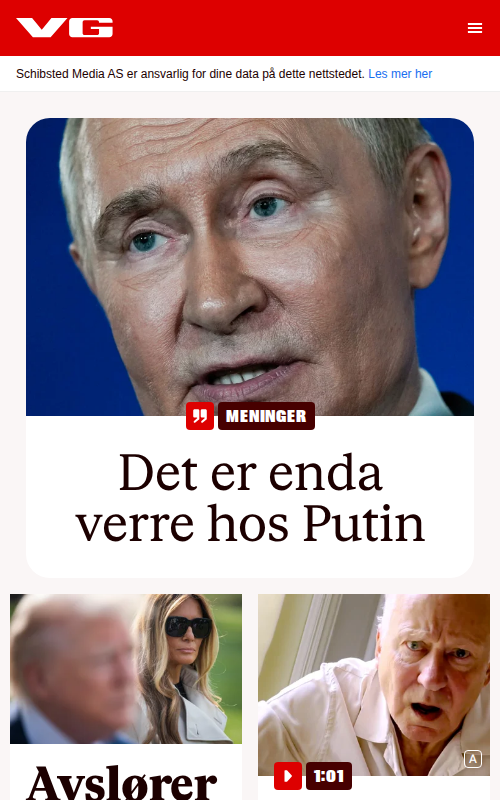 VG
Schibsted Media AS er ansvarlig for dine data på dette nettstedet. Les mer her
MENINGER
Det er enda
verre hos Putin
A
1:01
Avslører